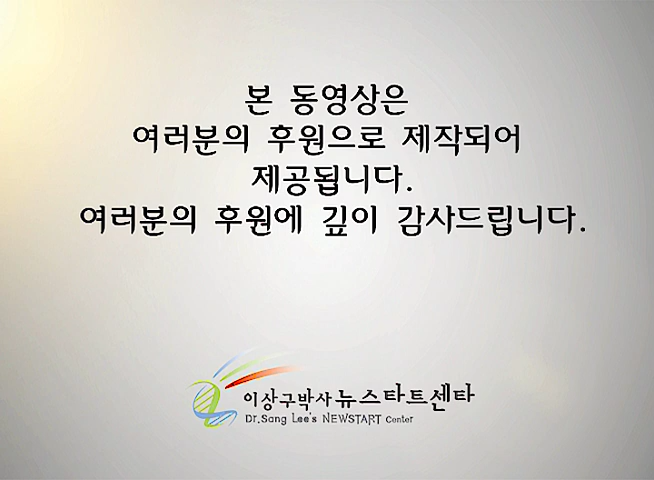 본 동영상은
여러분의 후원으로 제작되어
제공됩니다.
여러분의 후원에 깊이 감사드립니다.
이상구박사 뉴스타트센타
Dr.Sang Lee's NEWSTART Center